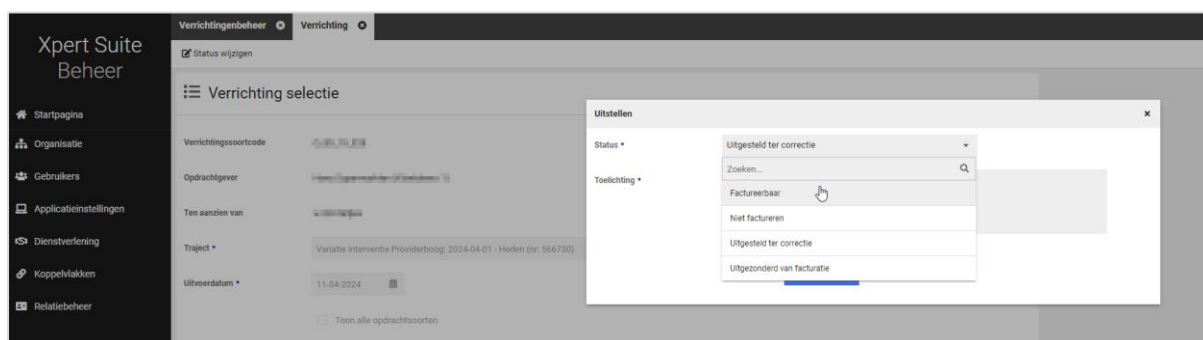 Xpert Suite
Beheer
Startpagina
Organisatie
Gebruikers
Applicatieinstellingen
Dienstverlening
Koppelvlakken
Relatiebeheer
Verrichtingenbeheer
Verrichting
Status wijzigen
Verrichting selectie
Verrichtingssoortcode
Opdrachtgever
Ten aanzien van
Traject *
Variatie Interventie Providerboog: 2024-04-01 - Heden (nr: 566730)
Uitvoerdatum *
11-04-2024
Toon alle opdrachtsoorten
Uitstellen
Status *
Uitgesteld ter correctie
Toelichting *
Zoeken...
Factureerbaar
Niet factureren
Uitgesteld ter correctie
Uitgezonderd van facturatie